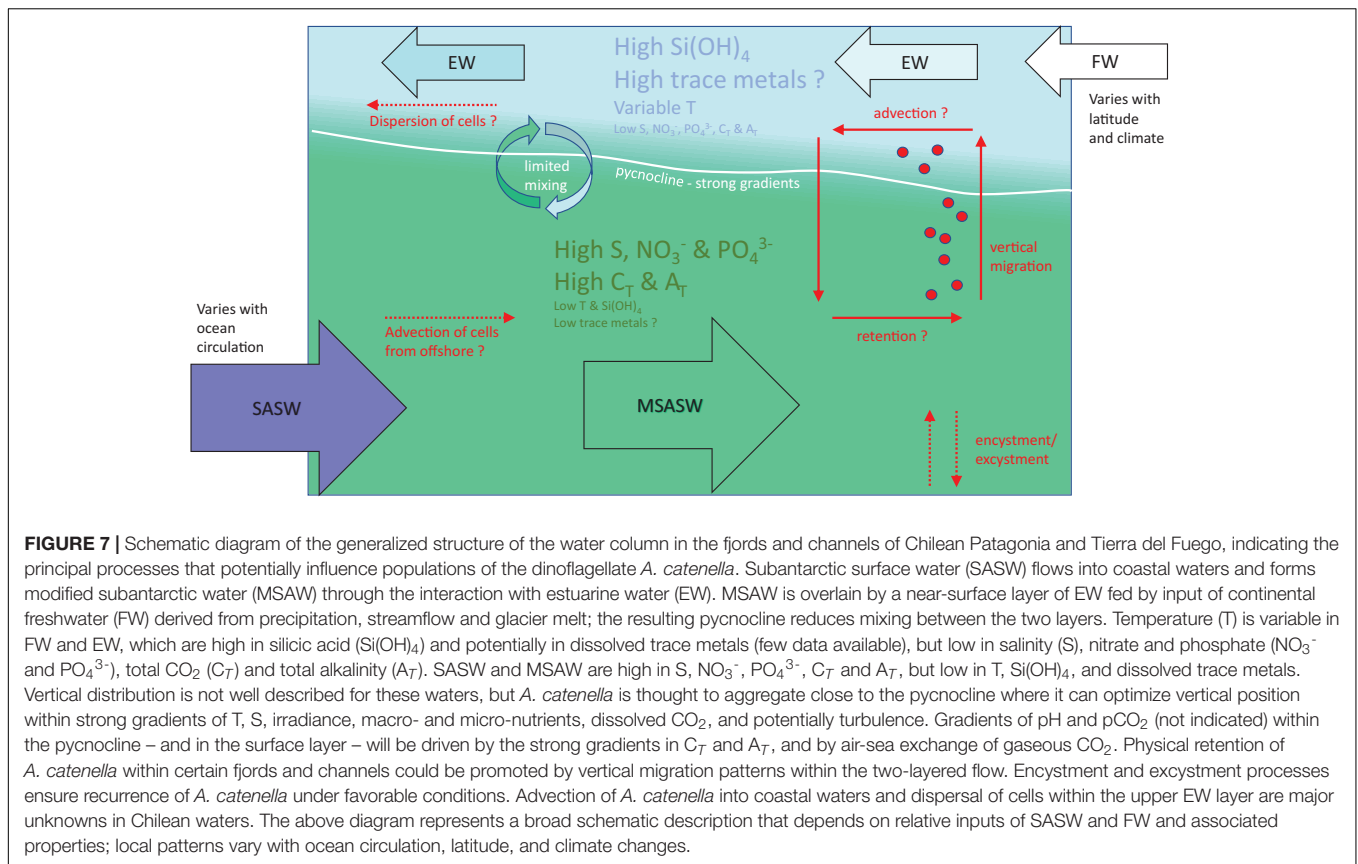 EW
High Si(OH)₄
High trace metals ?
Variable T
Low S, NO₃⁻, PO₄³⁻, C_T & A_T
EW
FW
Varies with
latitude
and climate
Dispersion of cells ?
advection ?
limited
mixing
pycnocline - strong gradients
High S, NO₃⁻ & PO₄³⁻
High C_T & A_T
Low T & Si(OH)₄
Low trace metals ?
vertical
migration
Varies with
ocean
circulation
Advection of cells
from offshore ?
retention ?
SASW
MSASW
encystment/
excystment
FIGURE 7 | Schematic diagram of the generalized structure of the water column in the fjords and channels of Chilean Patagonia and Tierra del Fuego, indicating the
principal processes that potentially influence populations of the dinoflagellate A. catenella. Subantarctic surface water (SASW) flows into coastal waters and forms
modified subantarctic water (MSAW) through the interaction with estuarine water (EW). MSAW is overlain by a near-surface layer of EW fed by input of continental
freshwater (FW) derived from precipitation, streamflow and glacier melt; the resulting pycnocline reduces mixing between the two layers. Temperature (T) is variable in
FW and EW, which are high in silicic acid (Si(OH)₄) and potentially in dissolved trace metals (few data available), but low in salinity (S), nitrate and phosphate (NO₃⁻
and PO₄³⁻), total CO₂ (C_T) and total alkalinity (A_T). SASW and MSAW are high in S, NO₃⁻, PO₄³⁻, C_T and A_T, but low in T, Si(OH)₄, and dissolved trace metals.
Vertical distribution is not well described for these waters, but A. catenella is thought to aggregate close to the pycnocline where it can optimize vertical position
within strong gradients of T, S, irradiance, macro- and micro-nutrients, dissolved CO₂, and potentially turbulence. Gradients of pH and pCO₂ (not indicated) within
the pycnocline – and in the surface layer – will be driven by the strong gradients in C_T and A_T, and by air-sea exchange of gaseous CO₂. Physical retention of
A. catenella within certain fjords and channels could be promoted by vertical migration patterns within the two-layered flow. Encystment and excystment processes
ensure recurrence of A. catenella under favorable conditions. Advection of A. catenella into coastal waters and dispersal of cells within the upper EW layer are major
unknowns in Chilean waters. The above diagram represents a broad schematic description that depends on relative inputs of SASW and FW and associated
properties; local patterns vary with ocean circulation, latitude, and climate changes.